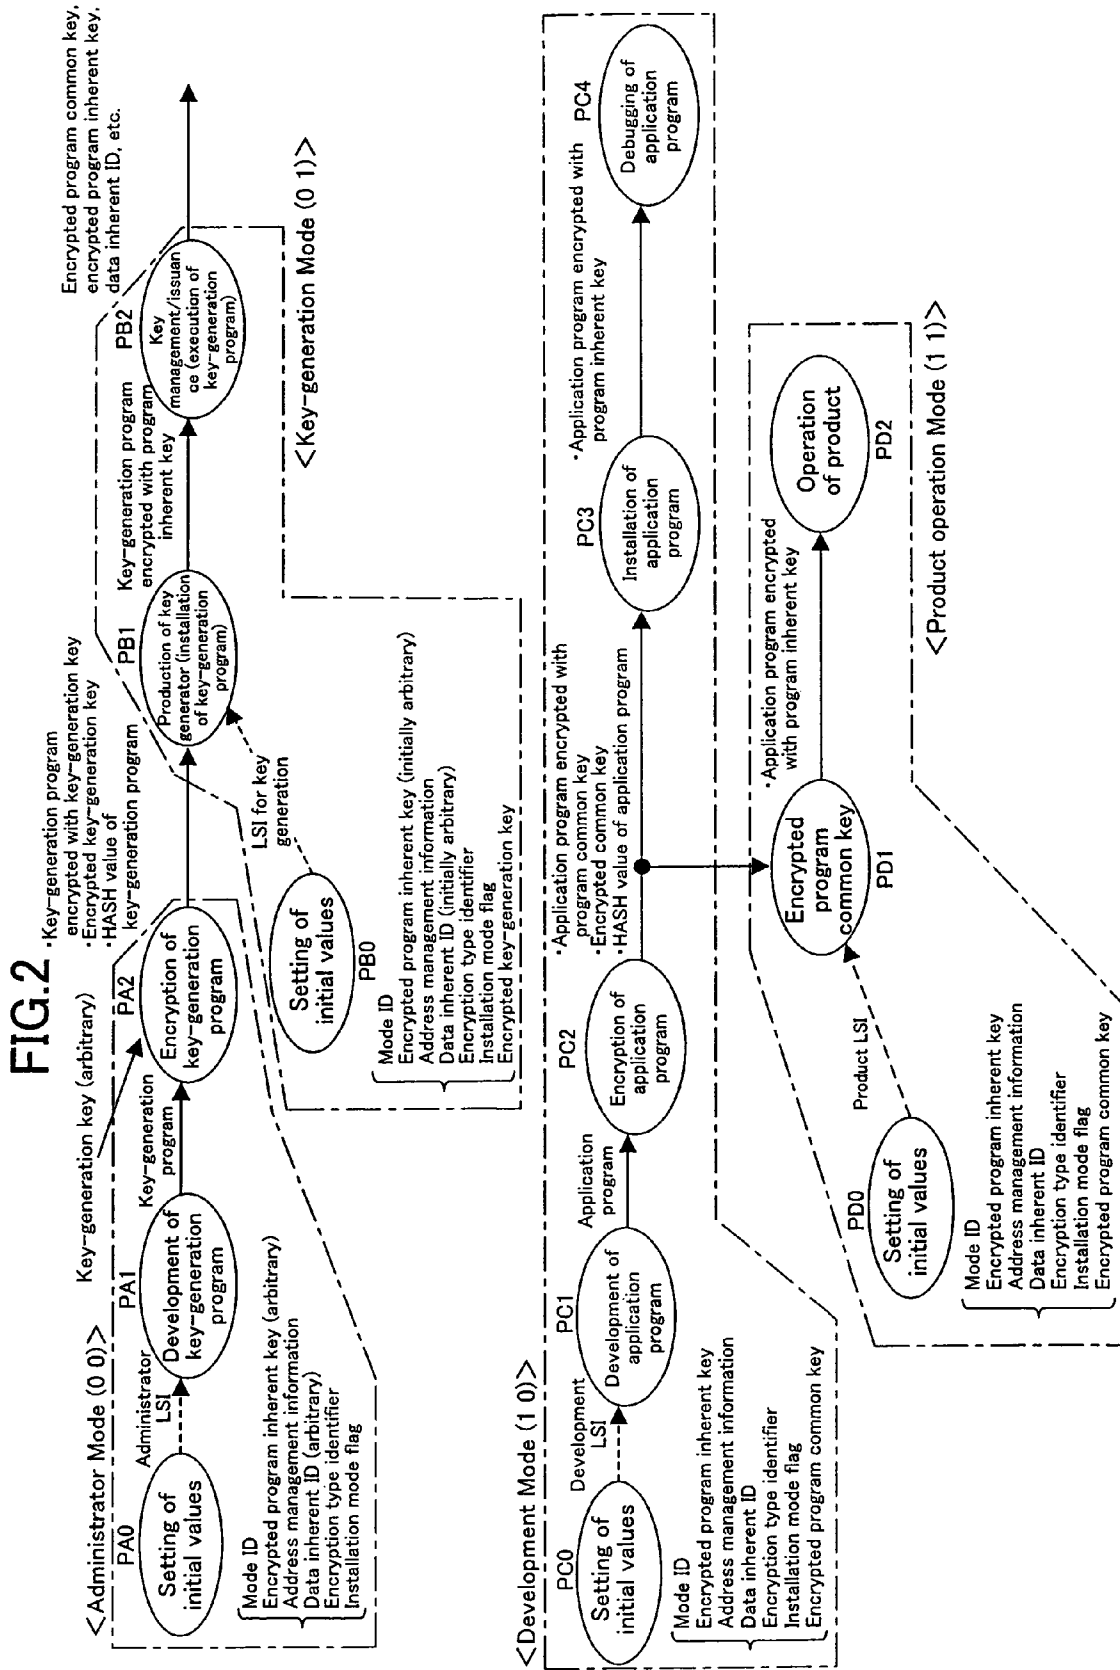 FIG.2
<Administrator Mode (0 0)>
PA0
Setting of
initial values
Mode ID
Encrypted program inherent key (arbitrary)
Address management information
Data inherent ID (arbitrary)
Encryption type identifier
Installation mode flag
Administrator
LSI
PA1
Development of
key-generation
program
Key-generation
program
Key-generation key (arbitrary)
PA2
Encryption of
key-generation
program
・Key-generation program
encrypted with key-generation key
・Encrypted key-generation key
・HASH value of
key-generation program
PB0
Setting of
initial values
Mode ID
Encrypted program inherent key (initially arbitrary)
Address management information
Data inherent ID (initially arbitrary)
Encryption type identifier
Installation mode flag
Encrypted key-generation key
LSI for key
generation
PB1
Production of key
generator (installation
of key-generation
program)
Key-generation program
encrypted with program
inherent key
PB2
Key
management/issuan
ce (execution of
key-generation
program)
Encrypted program common key,
encrypted program inherent key,
data inherent ID, etc.
<Key-generation Mode (0 1)>
<Development Mode (1 0)>
PC0
Setting of
initial values
Mode ID
Encrypted program inherent key
Address management information
Data inherent ID
Encryption type identifier
Installation mode flag
Encrypted program common key
Development
LSI
PC1
Development of
application
program
Application
program
PC2
Encryption of
application
program
・Application program encrypted with
program common key
・Encrypted common key
・HASH value of application program
PC3
Installation of
application
program
・Application program encrypted with
program inherent key
PC4
Debugging of
application
program
PD0
Setting of
initial values
Mode ID
Encrypted program inherent key
Address management information
Data inherent ID
Encryption type identifier
Installation mode flag
Encrypted program common key
Product LSI
Encrypted
program
common key
PD1
・Application program encrypted
with program inherent key
Operation
of product
PD2
<Product operation Mode (1 1)>